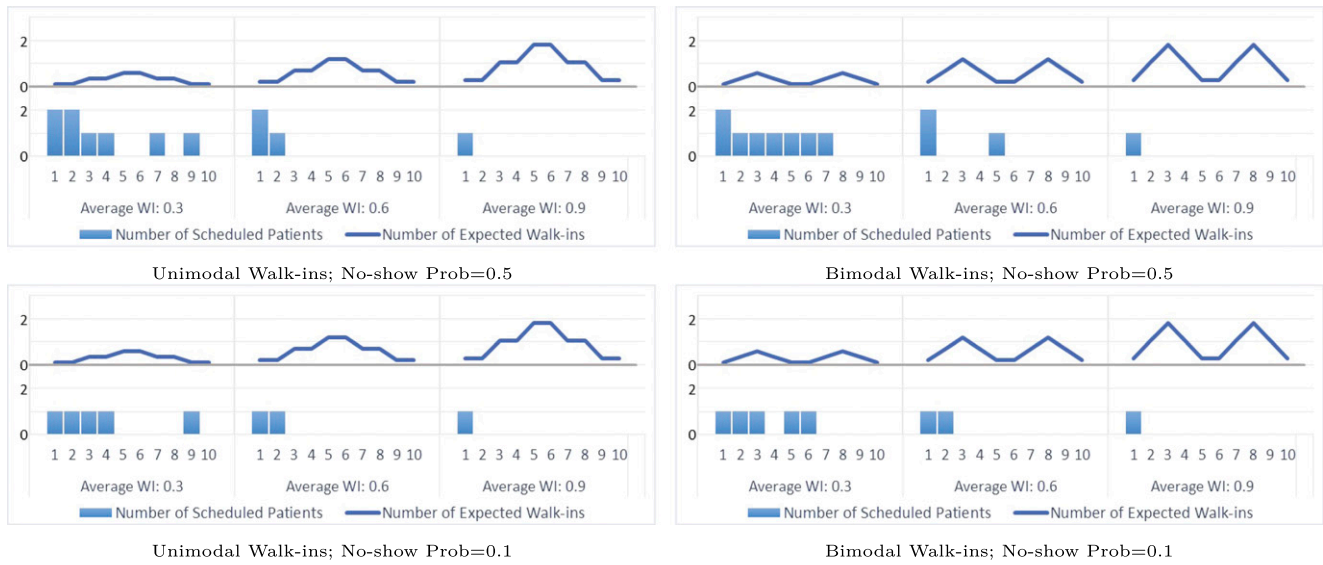 2
0
2
0
1 2 3 4 5 6 7 8 9 10 1 2 3 4 5 6 7 8 9 10 1 2 3 4 5 6 7 8 9 10
Average WI: 0.3 Average WI: 0.6 Average WI: 0.9
Number of Scheduled Patients Number of Expected Walk-ins
Unimodal Walk-ins; No-show Prob=0.5
2
0
2
0
1 2 3 4 5 6 7 8 9 10 1 2 3 4 5 6 7 8 9 10 1 2 3 4 5 6 7 8 9 10
Average WI: 0.3 Average WI: 0.6 Average WI: 0.9
Number of Scheduled Patients Number of Expected Walk-ins
Bimodal Walk-ins; No-show Prob=0.5
2
0
2
0
1 2 3 4 5 6 7 8 9 10 1 2 3 4 5 6 7 8 9 10 1 2 3 4 5 6 7 8 9 10
Average WI: 0.3 Average WI: 0.6 Average WI: 0.9
Number of Scheduled Patients Number of Expected Walk-ins
Unimodal Walk-ins; No-show Prob=0.1
2
0
2
0
1 2 3 4 5 6 7 8 9 10 1 2 3 4 5 6 7 8 9 10 1 2 3 4 5 6 7 8 9 10
Average WI: 0.3 Average WI: 0.6 Average WI: 0.9
Number of Scheduled Patients Number of Expected Walk-ins
Bimodal Walk-ins; No-show Prob=0.1